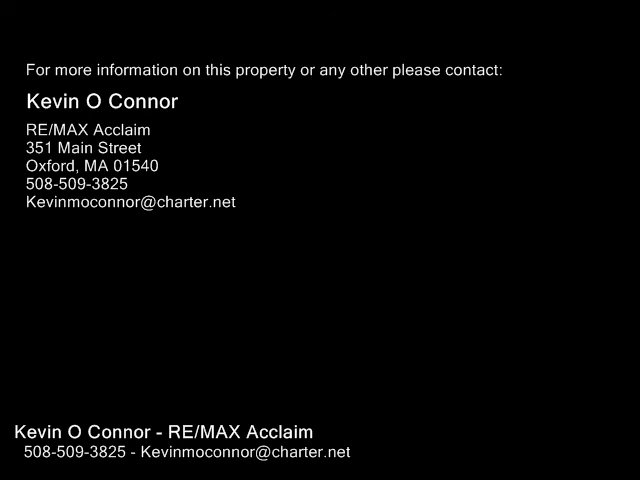 For more information on this property or any other please contact:
Kevin O Connor
RE/MAX Acclaim
351 Main Street
Oxford, MA 01540
508-509-3825
Kevinmoconnor@charter.net
Kevin O Connor - RE/MAX Acclaim
508-509-3825 - Kevinmoconnor@charter.net